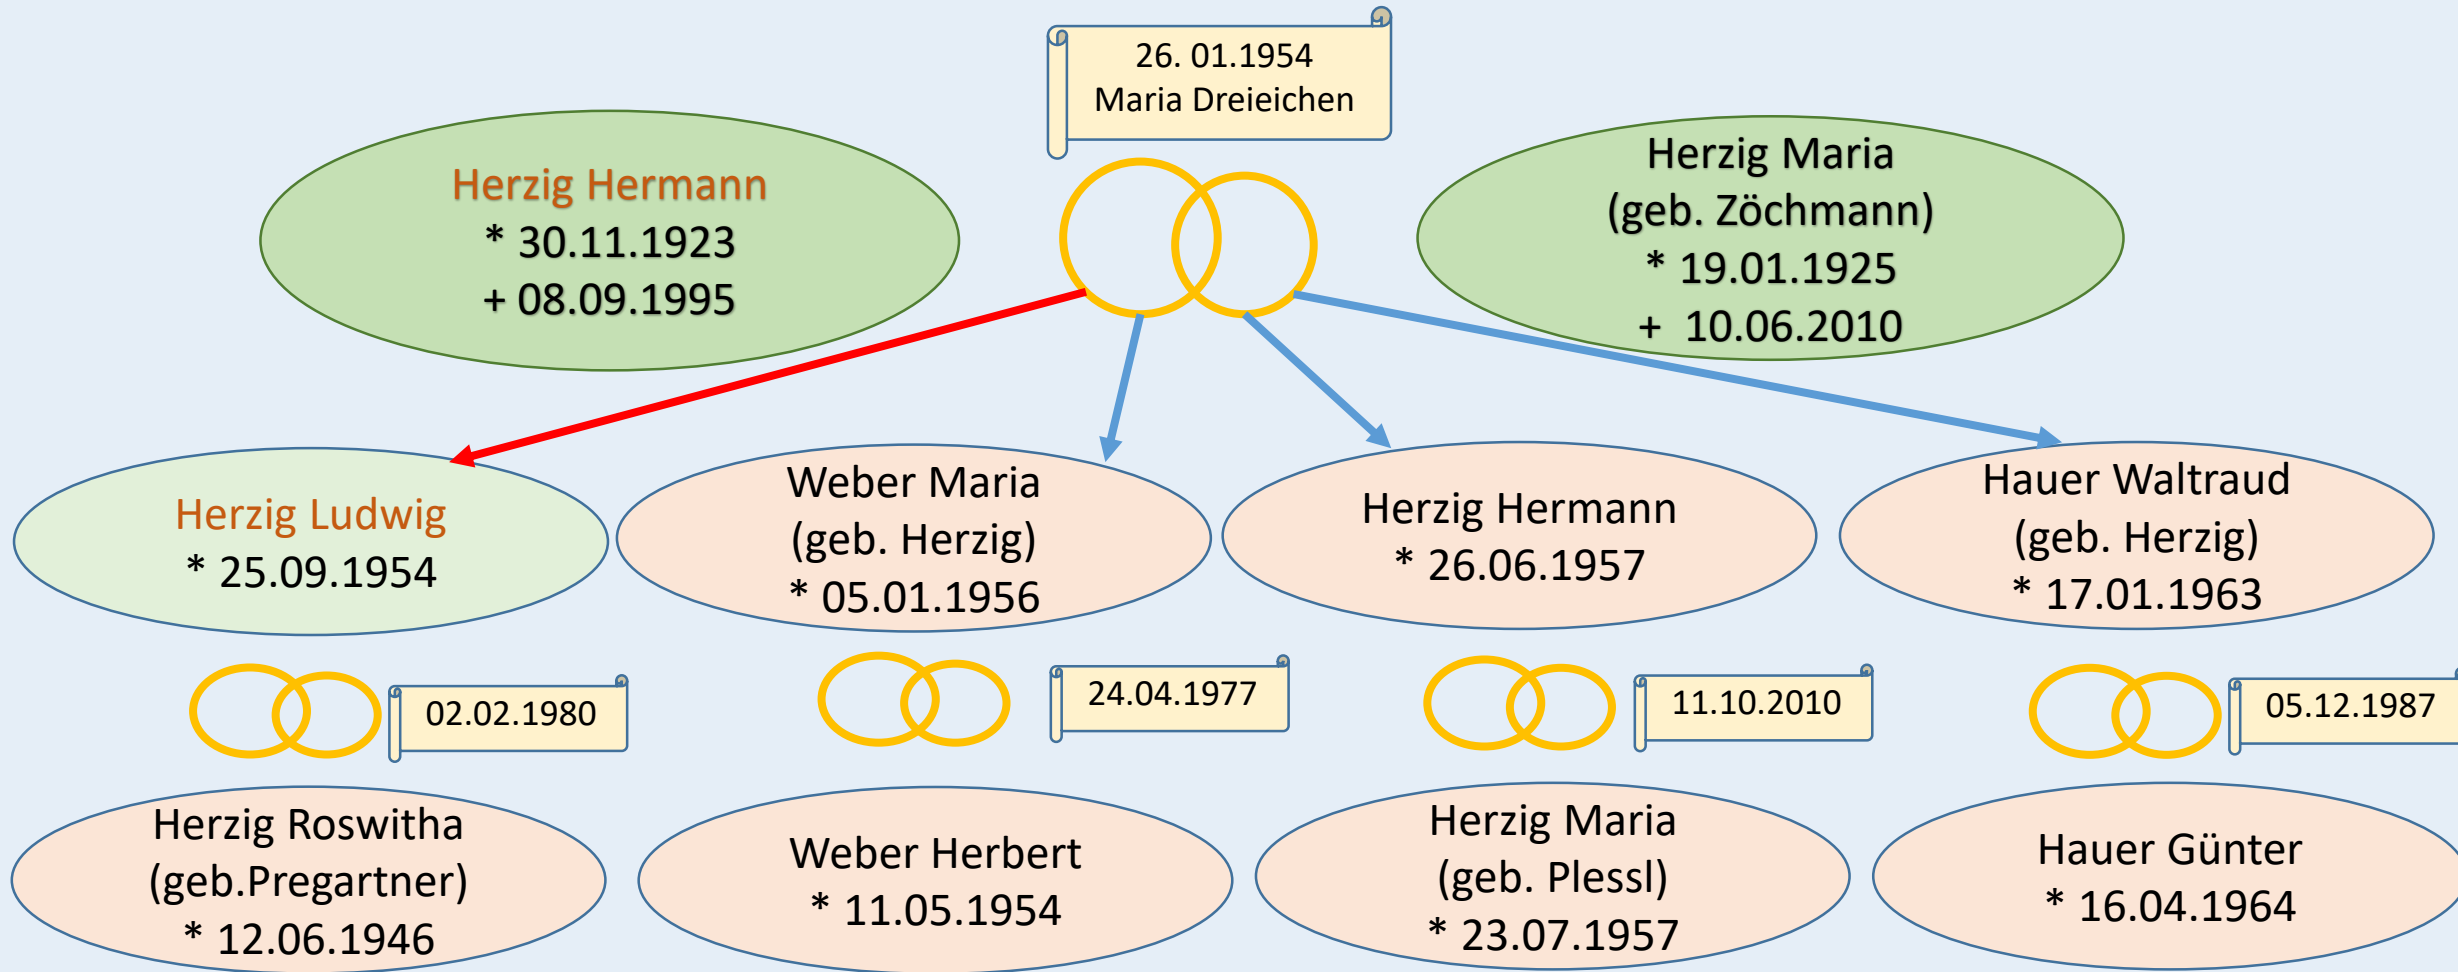 26. 01.1954
Maria Dreieichen
Herzig Hermann
* 30.11.1923
+ 08.09.1995
Herzig Maria
(geb. Zöchmann)
* 19.01.1925
+ 10.06.2010
Herzig Ludwig
* 25.09.1954
Weber Maria
(geb. Herzig)
* 05.01.1956
Herzig Hermann
* 26.06.1957
Hauer Waltraud
(geb. Herzig)
* 17.01.1963
02.02.1980
24.04.1977
11.10.2010
05.12.1987
Herzig Roswitha
(geb.Pregartner)
* 12.06.1946
Weber Herbert
* 11.05.1954
Herzig Maria
(geb. Plessl)
* 23.07.1957
Hauer Günter
* 16.04.1964